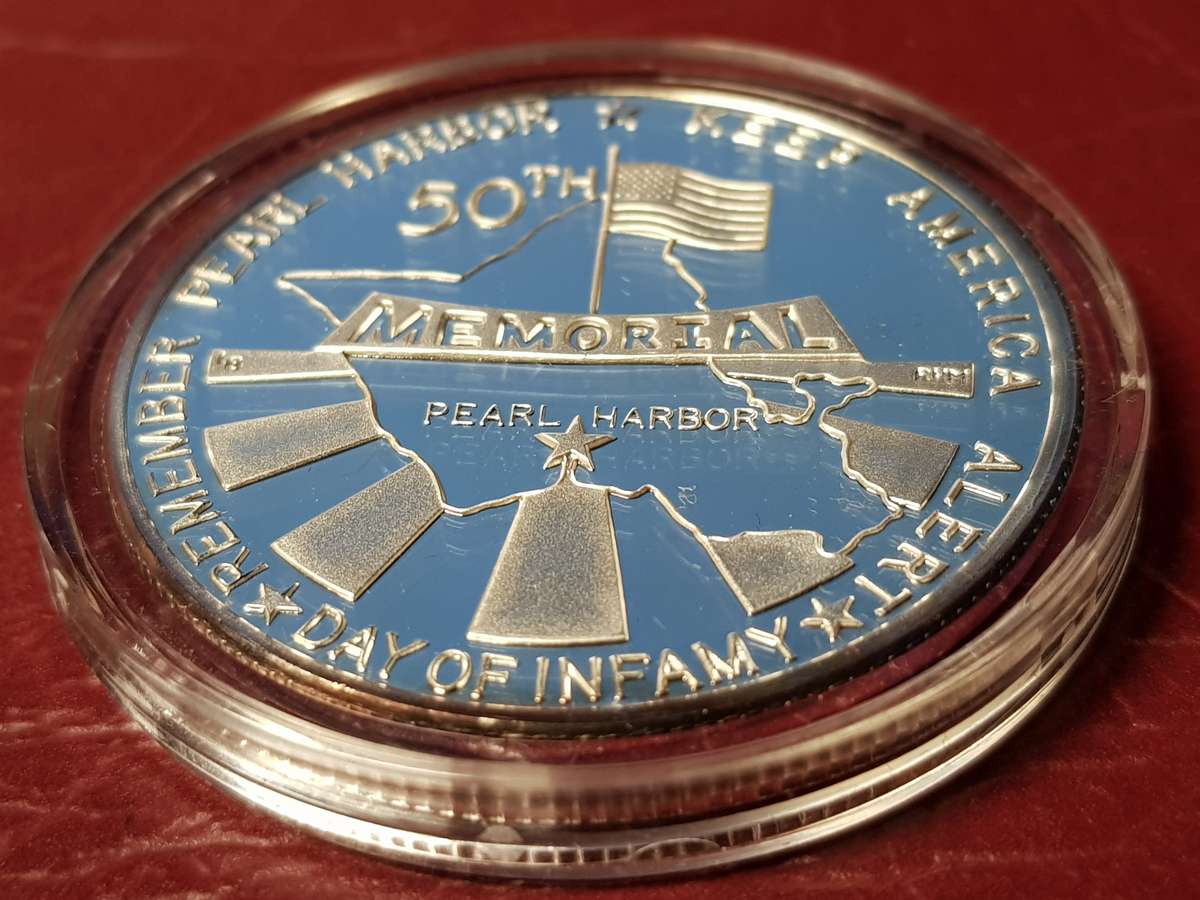 REMEMBER PEARL HARBOR ★ KEEP AMERICA ALERT
50TH
MEMORIAL
PEARL HARBOR
★ DAY OF INFAMY ★